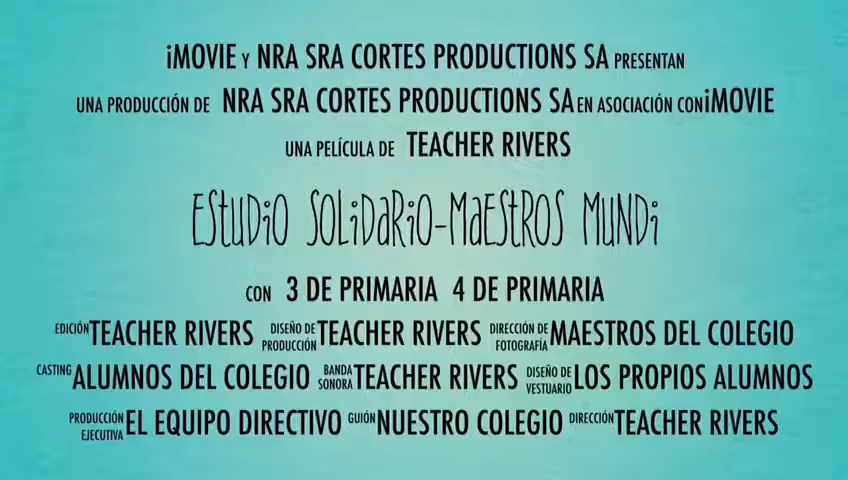 iMOVIE Y NRA SRA CORTES PRODUCTIONS SA PRESENTAN
UNA PRODUCCIÓN DE NRA SRA CORTES PRODUCTIONS SA EN ASOCIACIÓN CON iMOVIE
UNA PELÍCULA DE TEACHER RIVERS
EStUDiO SOLiDaRiO-MaEStROS MUNDi
CON 3 DE PRIMARIA 4 DE PRIMARIA
EDICIÓN TEACHER RIVERS DISEÑO DE PRODUCCIÓN TEACHER RIVERS DIRECCIÓN DE FOTOGRAFÍA MAESTROS DEL COLEGIO
CASTING ALUMNOS DEL COLEGIO BANDA SONORA TEACHER RIVERS DISEÑO DE VESTUARIO LOS PROPIOS ALUMNOS
PRODUCCIÓN EJECUTIVA EL EQUIPO DIRECTIVO GUIÓN NUESTRO COLEGIO DIRECCIÓN TEACHER RIVERS